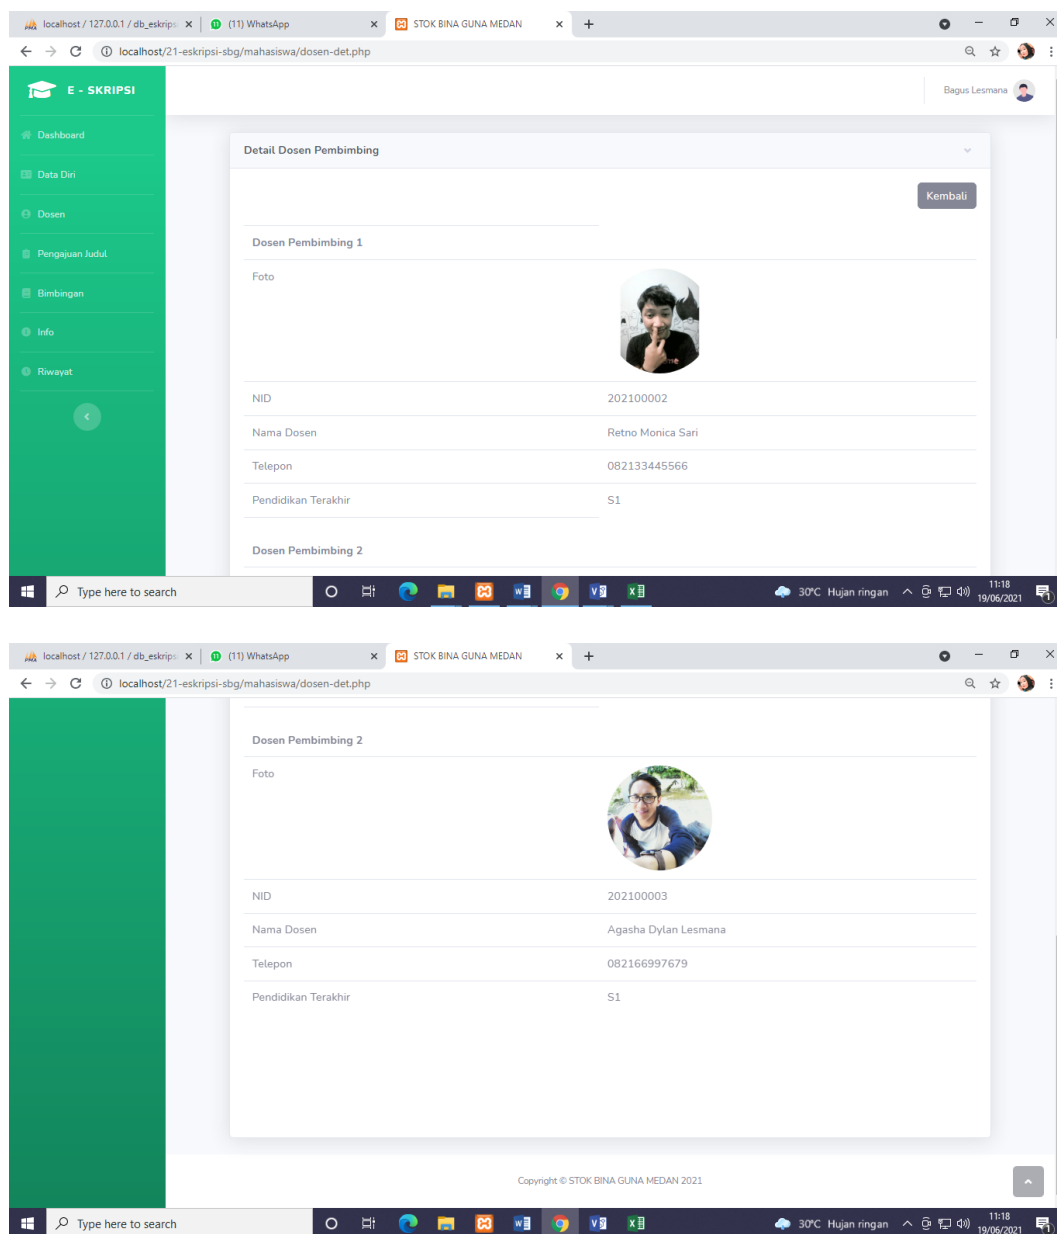 localhost / 127.0.0.1 / db_eskrips
(11) WhatsApp
STOK BINA GUNA MEDAN
localhost/21-eskripsi-sbg/mahasiswa/dosen-det.php
E - SKRIPSI
Bagus Lesmana
Dashboard
Data Diri
Dosen
Pengajuan Judul
Bimbingan
Info
Riwayat
Detail Dosen Pembimbing
Kembali
Dosen Pembimbing 1
Foto
NID 202100002
Nama Dosen Retno Monica Sari
Telepon 082133445566
Pendidikan Terakhir S1
Dosen Pembimbing 2
Type here to search
30°C Hujan ringan
11:18
19/06/2021
localhost / 127.0.0.1 / db_eskrips
(11) WhatsApp
STOK BINA GUNA MEDAN
localhost/21-eskripsi-sbg/mahasiswa/dosen-det.php
Dosen Pembimbing 2
Foto
NID 202100003
Nama Dosen Agasha Dylan Lesmana
Telepon 082166997679
Pendidikan Terakhir S1
Copyright © STOK BINA GUNA MEDAN 2021
Type here to search
30°C Hujan ringan
11:18
19/06/2021